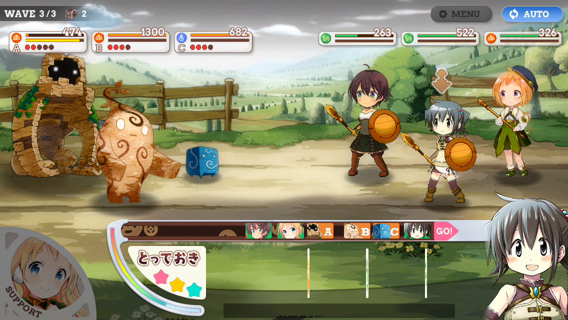 WAVE 3/3 2
MENU
AUTO
474
1300
682
263
522
326
A
B
C
A B C GO!
とっておき
SUPPORT